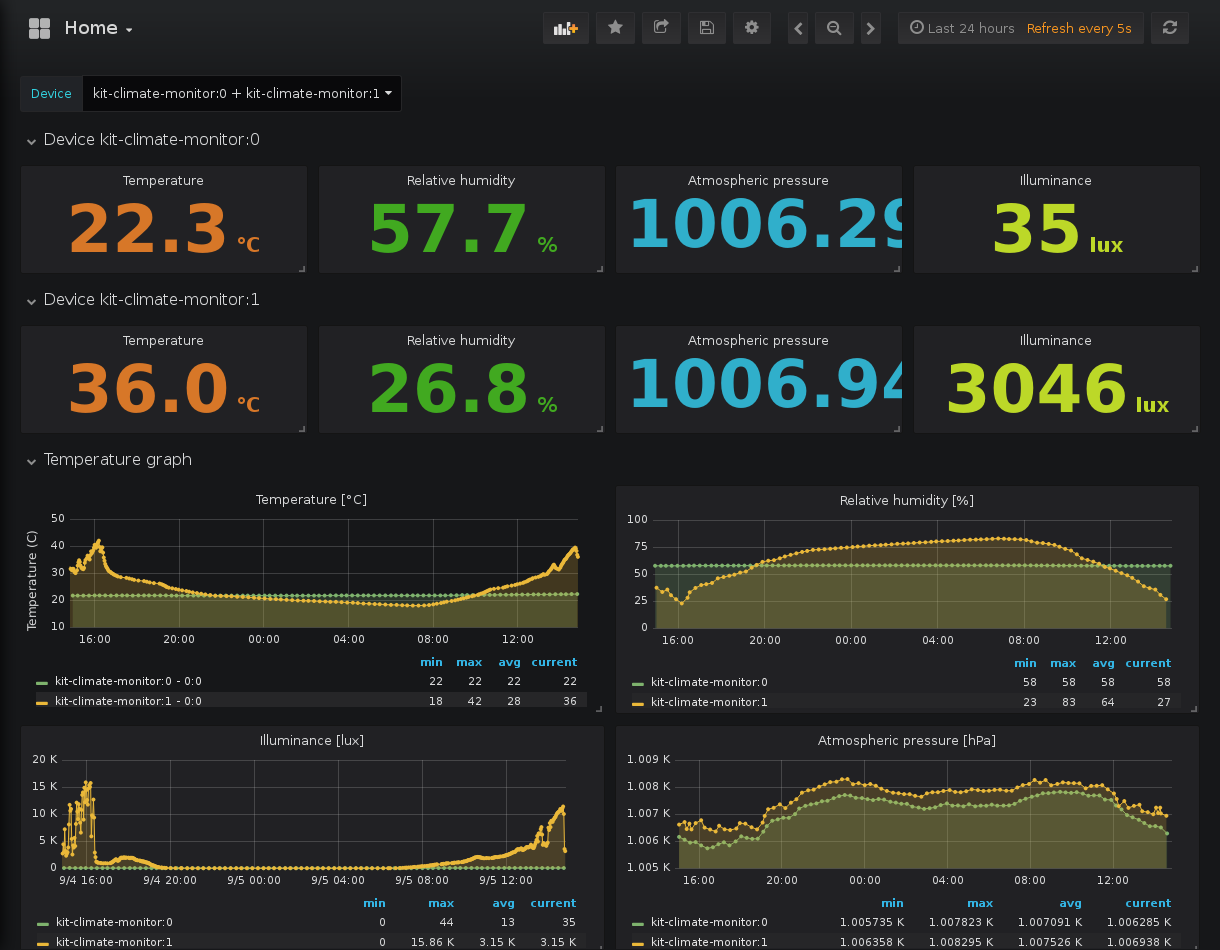 Home
Last 24 hours Refresh every 5s
Device kit-climate-monitor:0 + kit-climate-monitor:1
Device kit-climate-monitor:0
Temperature Relative humidity Atmospheric pressure Illuminance
22.3 °C 57.7 % 1006.29 35 lux
Device kit-climate-monitor:1
Temperature Relative humidity Atmospheric pressure Illuminance
36.0 °C 26.8 % 1006.94 3046 lux
Temperature graph
Temperature [°C]
Temperature (C)
50
40
30
20
10
16:00 20:00 00:00 04:00 08:00 12:00
min max avg current
kit-climate-monitor:0 - 0:0 22 22 22 22
kit-climate-monitor:1 - 0:0 18 42 28 36
Relative humidity [%]
100
75
50
25
0
16:00 20:00 00:00 04:00 08:00 12:00
min max avg current
kit-climate-monitor:0 58 58 58 58
kit-climate-monitor:1 23 83 64 27
Illuminance [lux]
20 K
15 K
10 K
5 K
0
9/4 16:00 9/4 20:00 9/5 00:00 9/5 04:00 9/5 08:00 9/5 12:00
min max avg current
kit-climate-monitor:0 0 44 13 35
kit-climate-monitor:1 0 15.86 K 3.15 K 3.15 K
Atmospheric pressure [hPa]
1.009 K
1.008 K
1.007 K
1.006 K
1.005 K
16:00 20:00 00:00 04:00 08:00 12:00
min max avg current
kit-climate-monitor:0 1.005735 K 1.007823 K 1.007091 K 1.006285 K
kit-climate-monitor:1 1.006358 K 1.008295 K 1.007526 K 1.006938 K